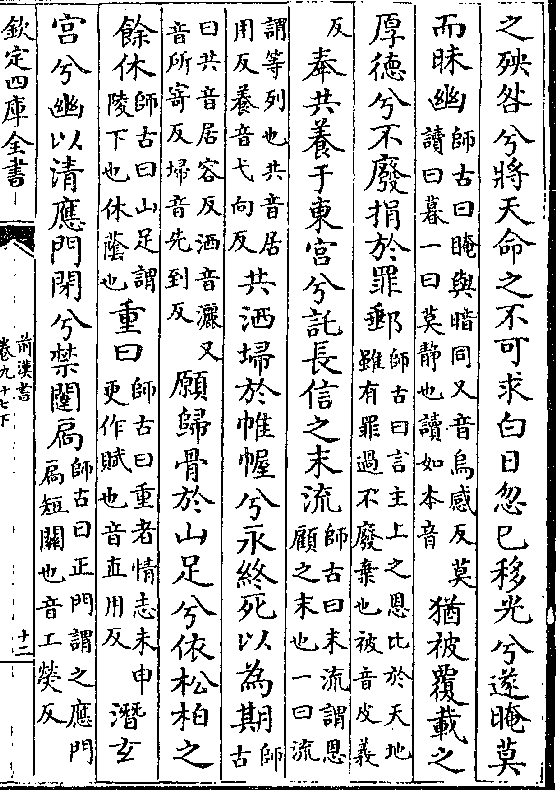 之殃咎兮將天命之不可求白日忽已移光兮遂晻莫
而昧幽師古曰晻與暗同又音烏感反莫讀曰暮一曰莫静也讀如本音猶被覆載之
厚德兮不廢捐於罪郵師古曰言主上之恩比於天地雖有罪過不廢棄也被音皮義
反奉共養于東宫兮託長信之末流師古曰末流謂恩顧之末也一曰流
謂等列也共音居用反養音弋向反共洒埽於帷幄兮永終死以為期師古
曰共音居容反洒音灑又音所寄反埽音先到反願歸骨於山足兮依松柏之
餘休師古曰山足謂陵下也休蔭也重曰師古曰重者情志未申更作賦也音直用反潛玄
宫兮幽以清應門閉兮禁闥扃師古曰正門謂之應門扃短關也音工熒反
欽定四庫全書
前漢書
卷九十七下
十二